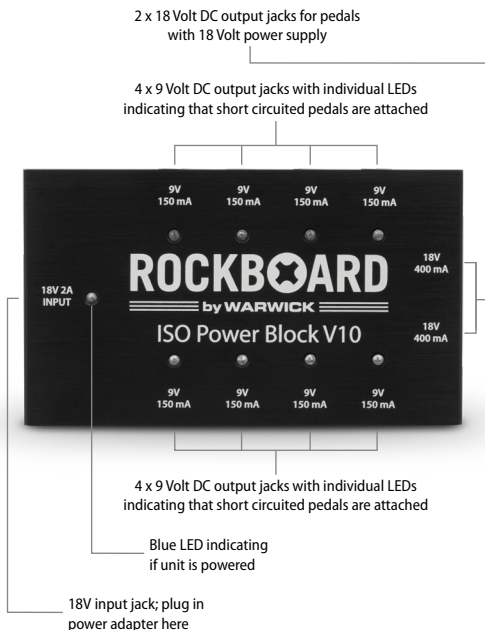 2 x 18 Volt DC output jacks for pedals
with 18 Volt power supply
4 x 9 Volt DC output jacks with individual LEDs
indicating that short circuited pedals are attached
9V 9V 9V 9V
150 mA 150 mA 150 mA 150 mA
18V
400 mA
ROCKBOARD
by WARWICK
18V 2A
INPUT
ISO Power Block V10
18V
400 mA
9V 9V 9V 9V
150 mA 150 mA 150 mA 150 mA
4 x 9 Volt DC output jacks with individual LEDs
indicating that short circuited pedals are attached
Blue LED indicating
if unit is powered
18V input jack; plug in
power adapter here